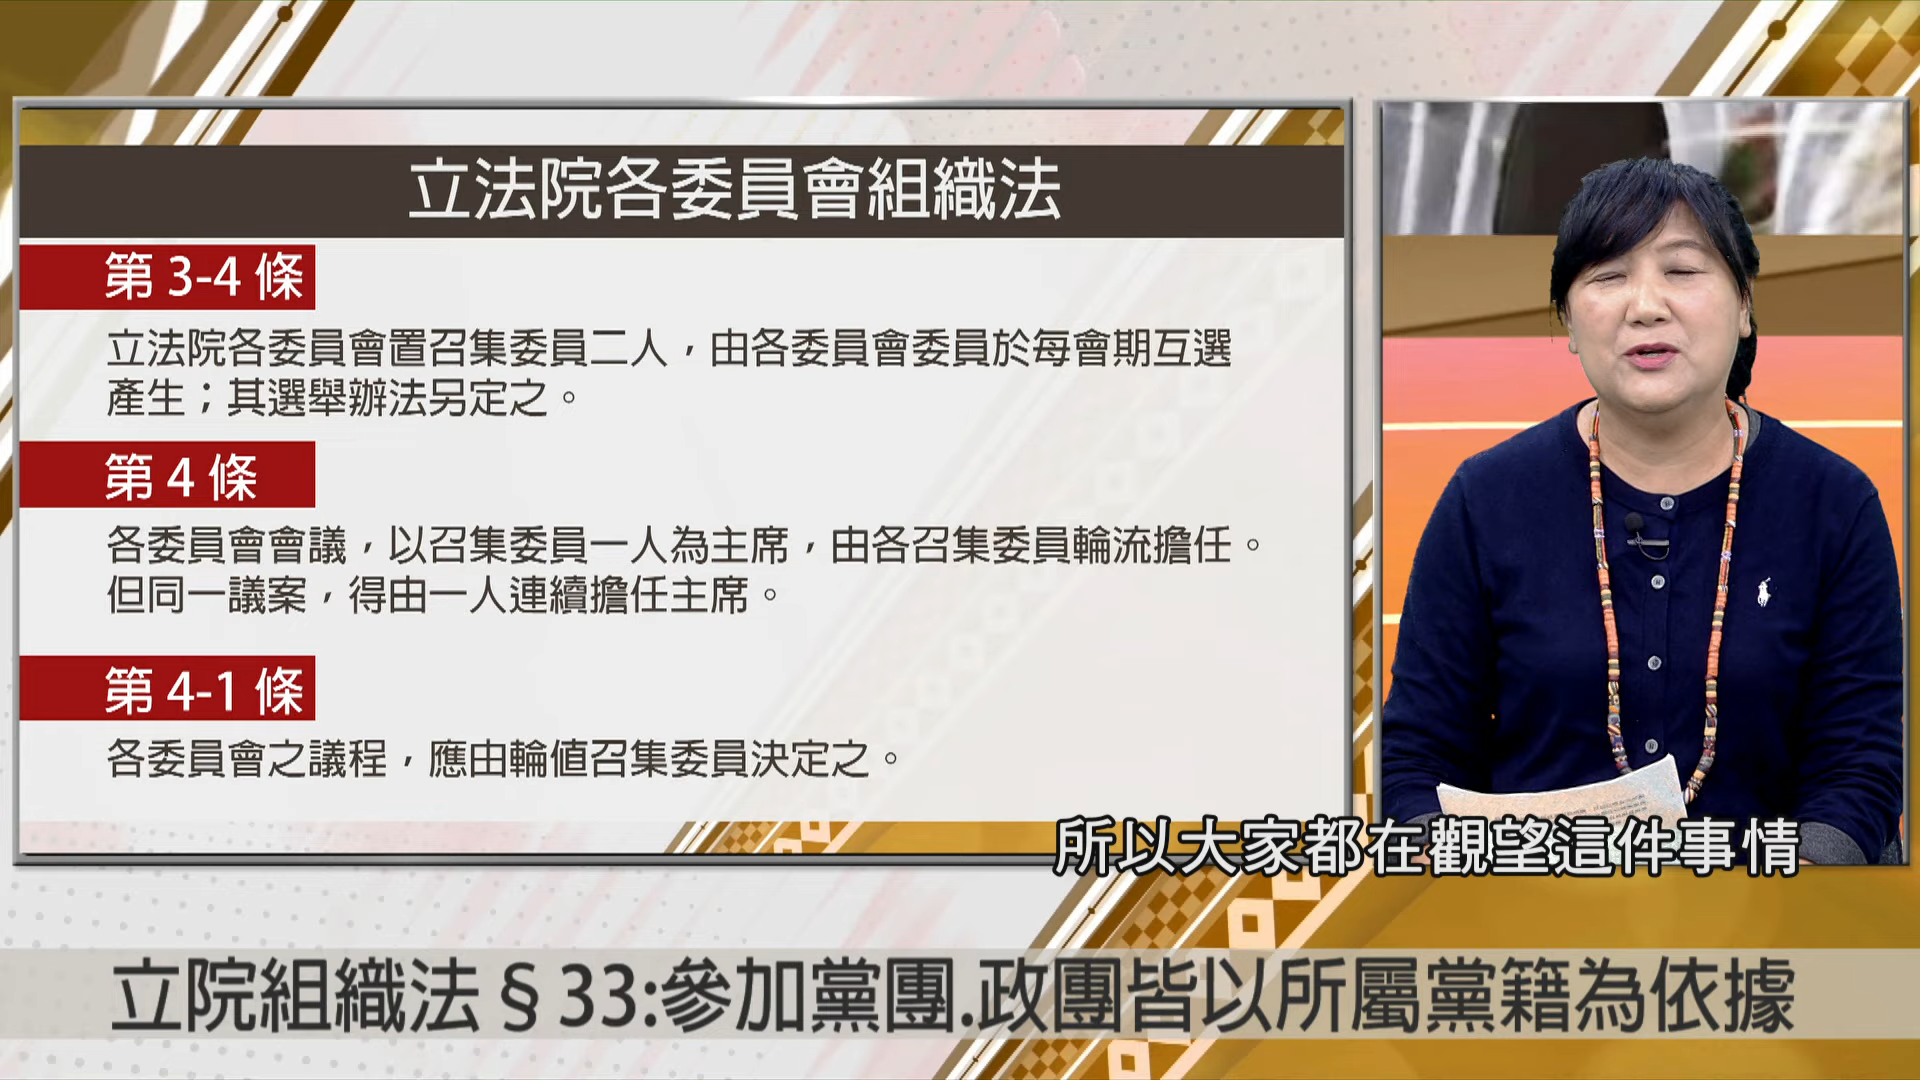 立法院各委員會組織法
第 3-4 條
立法院各委員會置召集委員二人，由各委員會委員於每會期互選
產生；其選舉辦法另定之。
第 4 條
各委員會會議，以召集委員一人為主席，由各召集委員輪流擔任。
但同一議案，得由一人連續擔任主席。
第 4-1 條
各委員會之議程，應由輪值召集委員決定之。
所以大家都在觀望這件事情
立院組織法§33:參加黨團.政團皆以所屬黨籍為依據